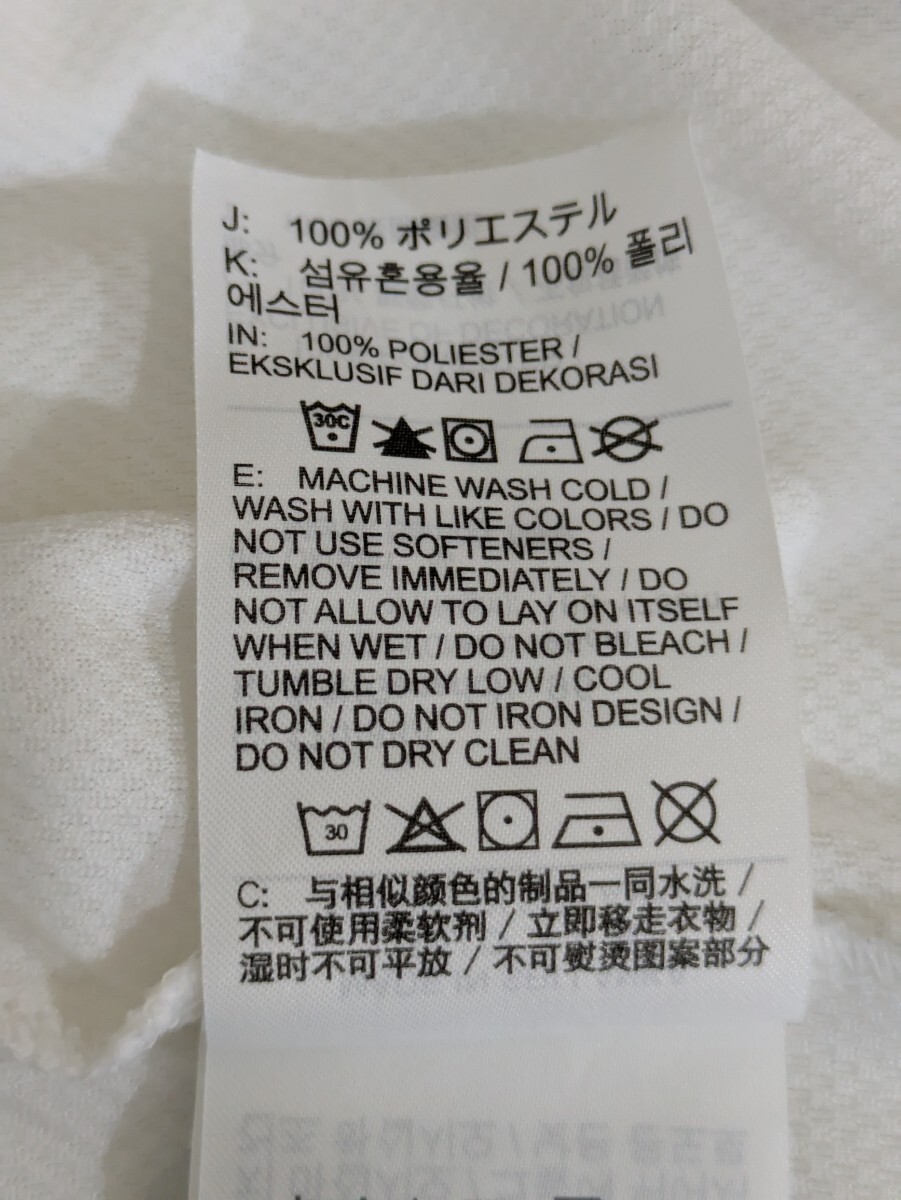 J: 100% ポリエステル
K: 섬유혼용율 / 100% 폴리
에스터
IN: 100% POLIESTER /
EKSKLUSIF DARI DEKORASI
30C
E: MACHINE WASH COLD /
WASH WITH LIKE COLORS / DO
NOT USE SOFTENERS /
REMOVE IMMEDIATELY / DO
NOT ALLOW TO LAY ON ITSELF
WHEN WET / DO NOT BLEACH /
TUMBLE DRY LOW / COOL
IRON / DO NOT IRON DESIGN /
DO NOT DRY CLEAN
30
C: 与相似颜色的制品一同水洗 /
不可使用柔软剂 / 立即移走衣物 /
湿时不可平放 / 不可熨烫图案部分